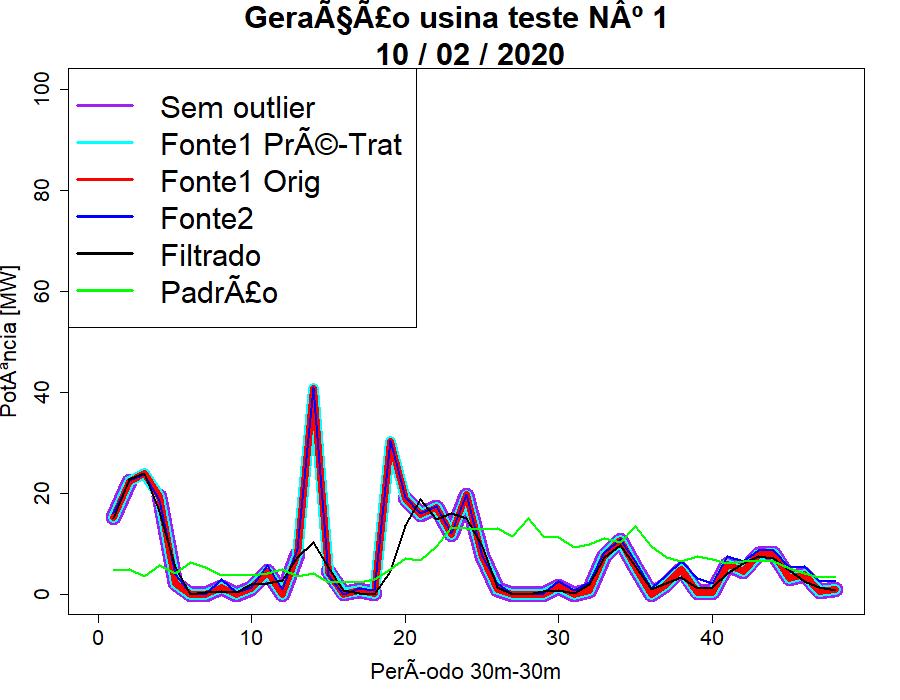 GeraÃ§Ã£o usina teste NÂº 1
10 / 02 / 2020
Sem outlier
Fonte1 PrÃ©-Trat
Fonte1 Orig
Fonte2
Filtrado
PadrÃ£o
PotÃªncia [MW]
100
80
60
40
20
0
0
10
20
30
40
PerÃ­-odo 30m-30m